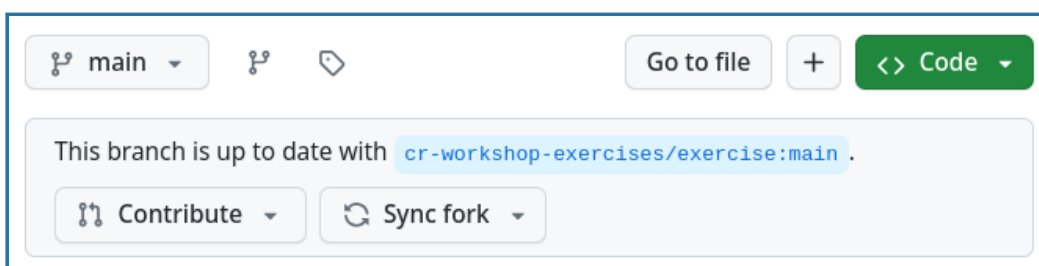 main Go to file + <> Code
This branch is up to date with cr-workshop-exercises/exercise:main .
Contribute Sync fork